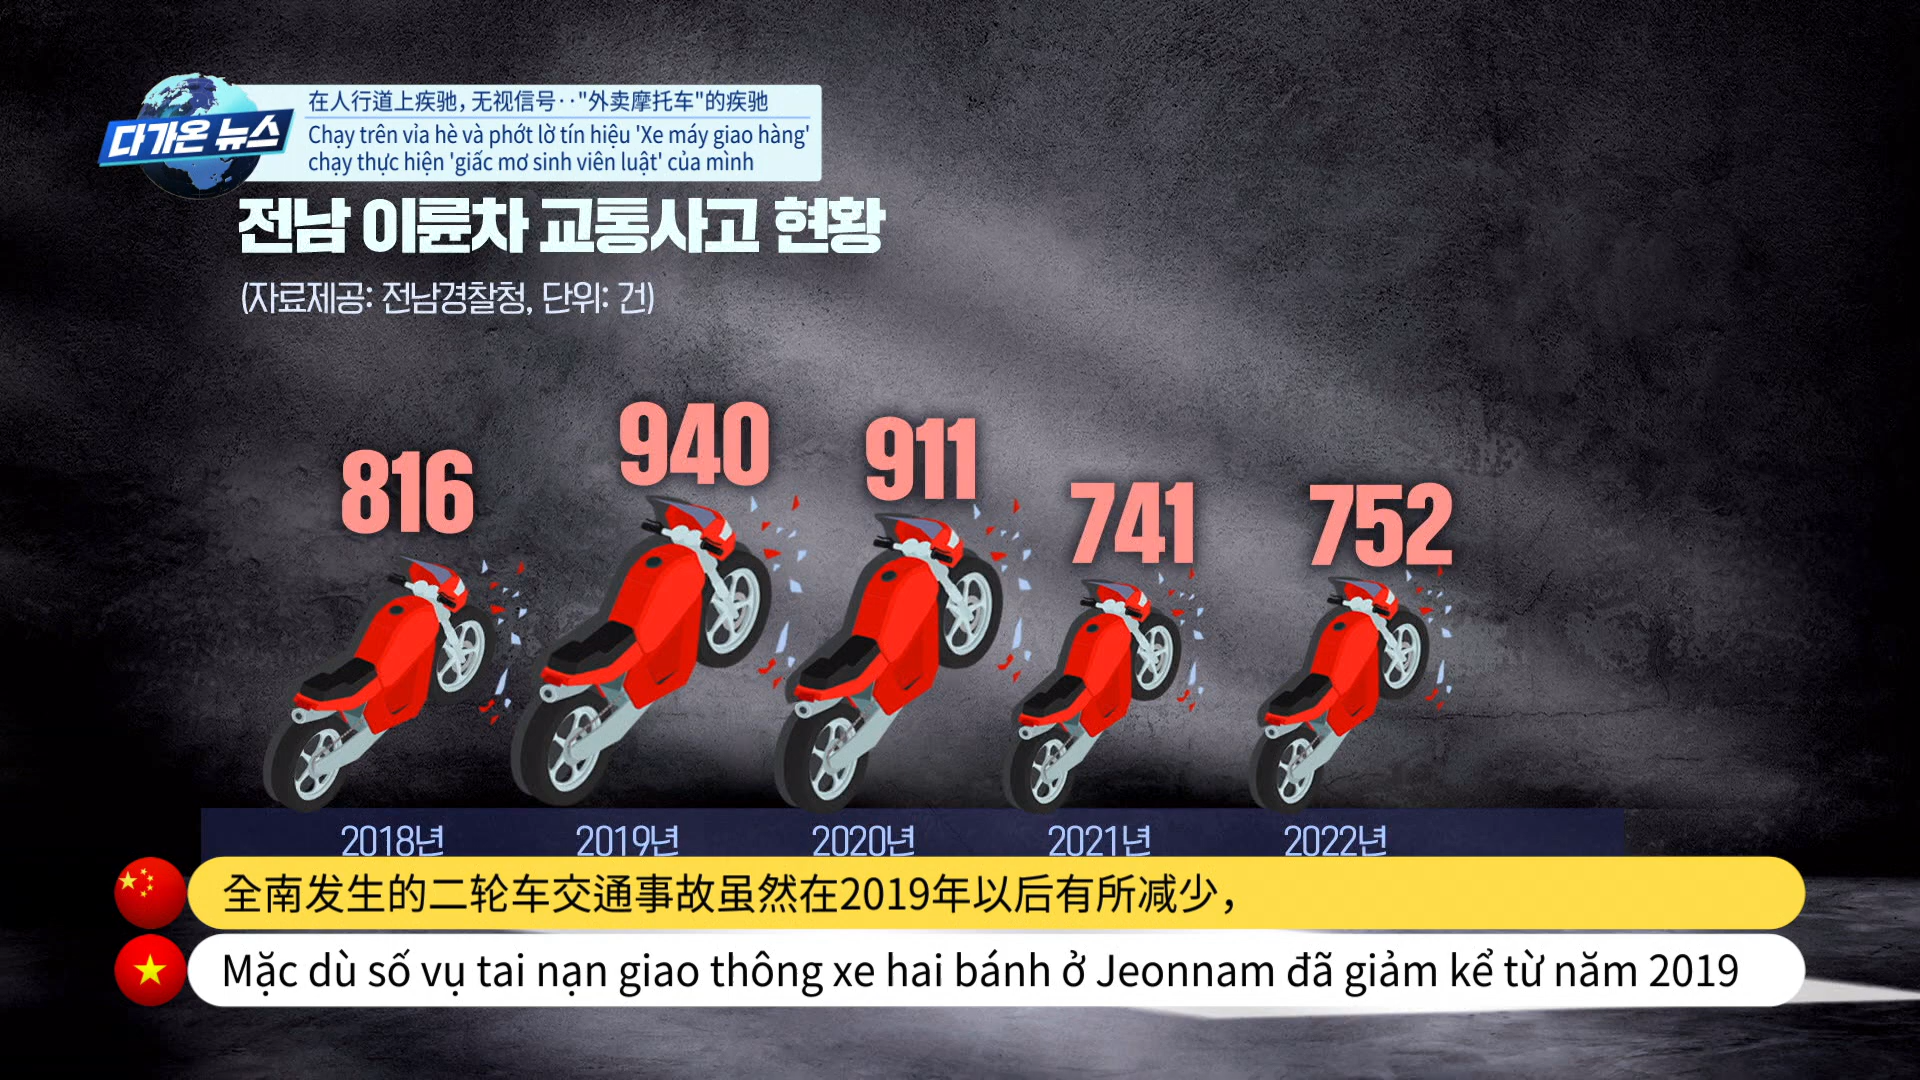 다가온 뉴스
在人行道上疾驰，无视信号‥"外卖摩托车"的疾驰
Chạy trên vỉa hè và phớt lờ tín hiệu 'Xe máy giao hàng'
chạy thực hiện 'giấc mơ sinh viên luật' của mình
전남 이륜차 교통사고 현황
(자료제공: 전남경찰청, 단위: 건)
816 940 911 741 752
2018년 2019년 2020년 2021년 2022년
全南发生的二轮车交通事故虽然在2019年以后有所减少，
Mặc dù số vụ tai nạn giao thông xe hai bánh ở Jeonnam đã giảm kể từ năm 2019